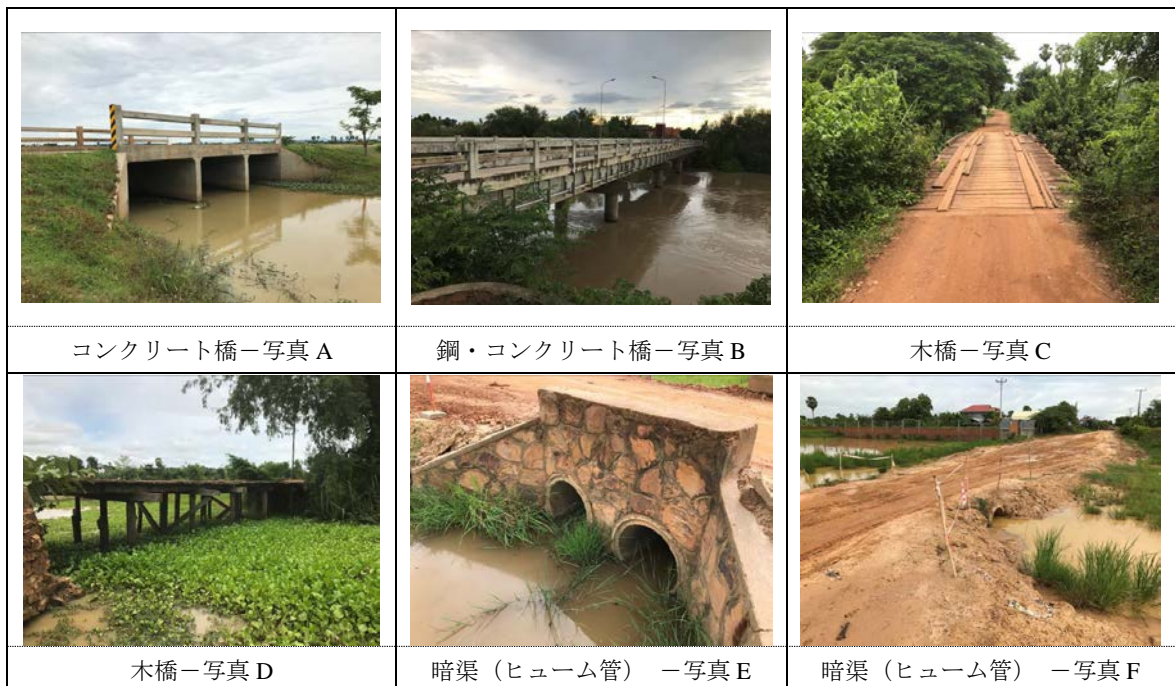 コンクリート橋－写真 A
鋼・コンクリート橋－写真 B
木橋－写真 C
木橋－写真 D
暗渠（ヒューム管） －写真 E
暗渠（ヒューム管） －写真 F